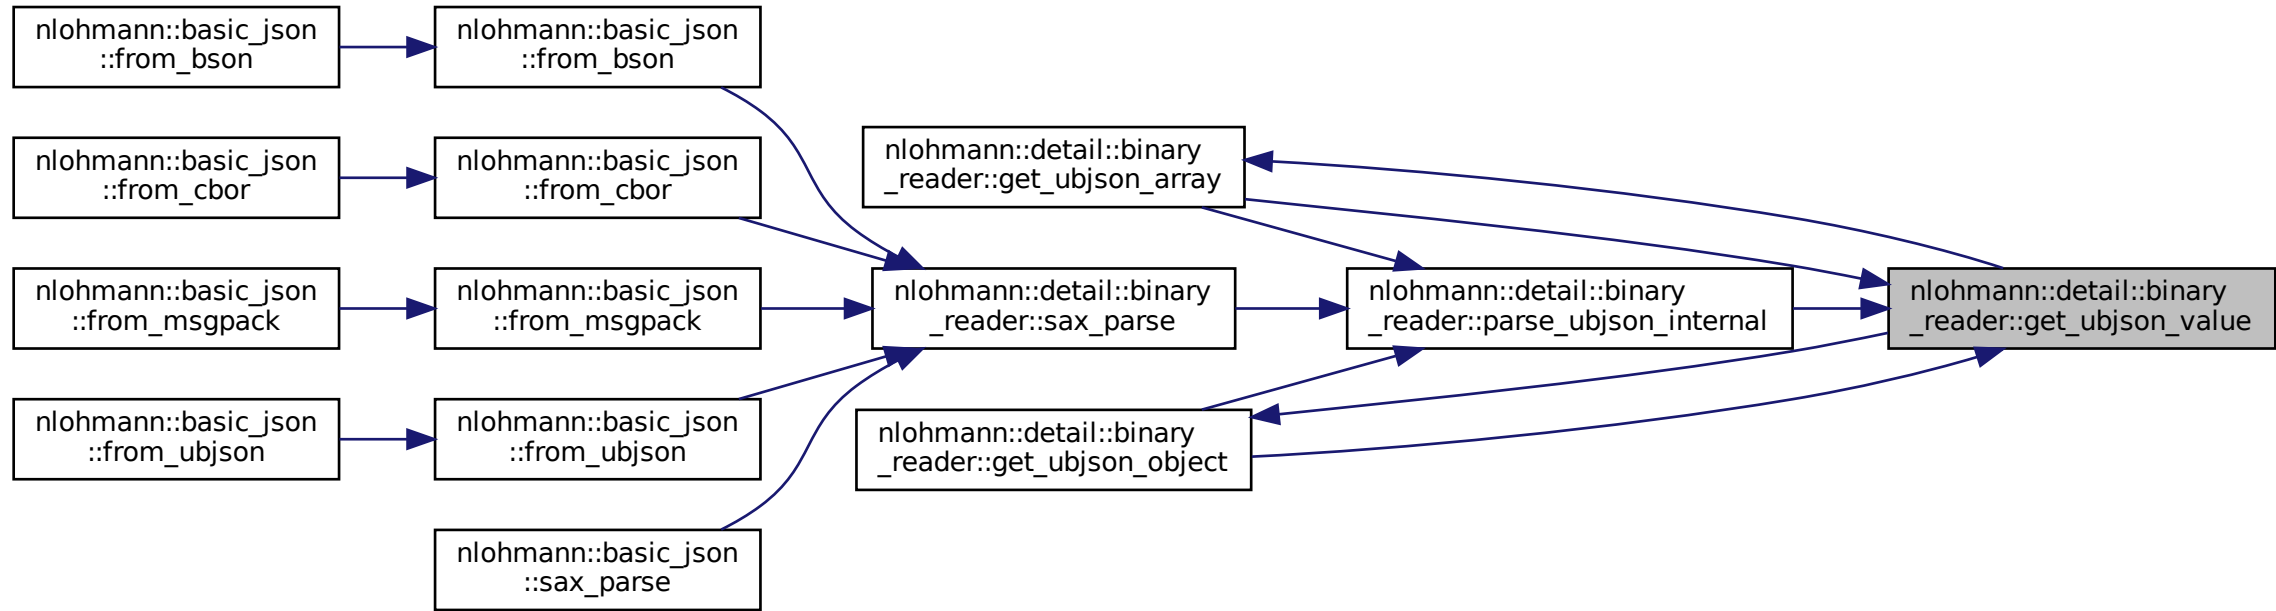 nlohmann::basic_json
::from_bson
nlohmann::basic_json
::from_bson
nlohmann::basic_json
::from_cbor
nlohmann::basic_json
::from_cbor
nlohmann::basic_json
::from_msgpack
nlohmann::basic_json
::from_msgpack
nlohmann::basic_json
::from_ubjson
nlohmann::basic_json
::from_ubjson
nlohmann::basic_json
::sax_parse
nlohmann::detail::binary
_reader::get_ubjson_array
nlohmann::detail::binary
_reader::sax_parse
nlohmann::detail::binary
_reader::get_ubjson_object
nlohmann::detail::binary
_reader::parse_ubjson_internal
nlohmann::detail::binary
_reader::get_ubjson_value